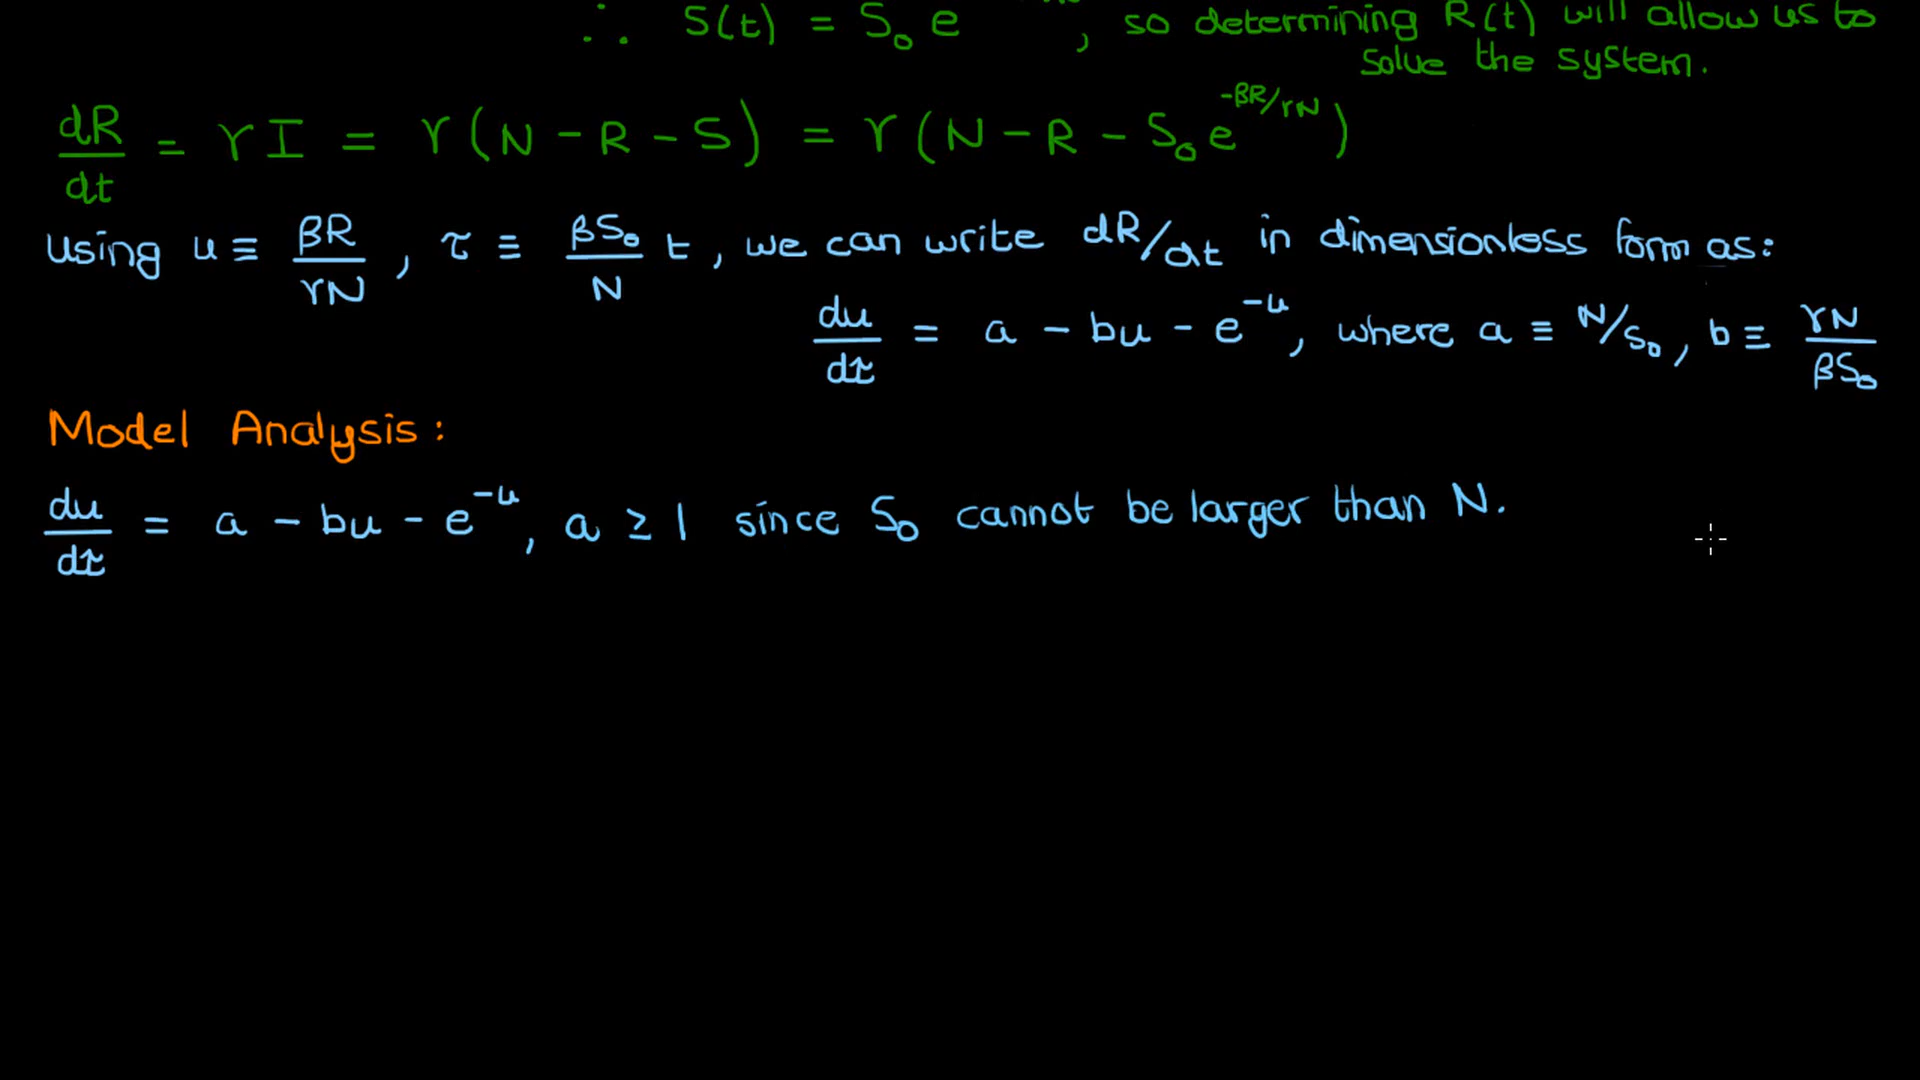 ∴ S(t) = S₀ e , so determining R(t) will allow us to
solve the system.
dR/dt = γI = γ(N - R - S) = γ(N - R - S₀e^(-βR/γN))
Using u ≡ βR/γN , τ ≡ βS₀/N t , we can write dR/dt in dimensionless form as:
du/dτ = a - bu - e^(-u), where a ≡ N/S₀, b ≡ γN/βS₀
Model Analysis:
du/dτ = a - bu - e^(-u), a ≥ 1 since S₀ cannot be larger than N.